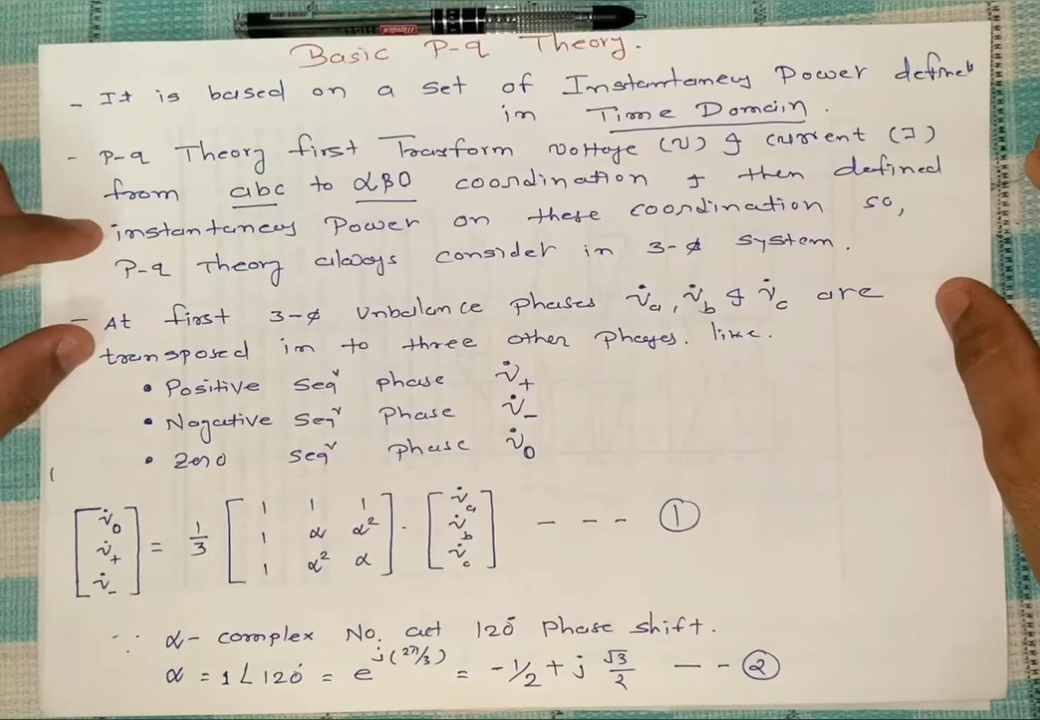 Basic P-q Theory.
- It is based on a set of Instantaneuy Power defined
in Time Domain.
- P-q Theory first Trasform voltage (v) & current (I)
from abc to αβ0 coordination & then defined
instantaneuy Power on these coordination so,
P-q Theory always consider in 3-φ system.
- At first 3-φ Unbalance phases v̇a, v̇b & v̇c are
transposed in to three other phases. like.
• Positive seqⁿ phase v̇+
• Nagative seqⁿ Phase v̇-
• Zero seqⁿ phase v̇0
[v̇0 v̇+ v̇-] = 1/3 [1 1 1; 1 α α²; 1 α² α] . [v̇a v̇b v̇c] - - - - ①
∵ α - complex No. act 120° Phase shift.
α = 1∠120° = e^j(2π/3) = -1/2 + j √3/2 - - - ②